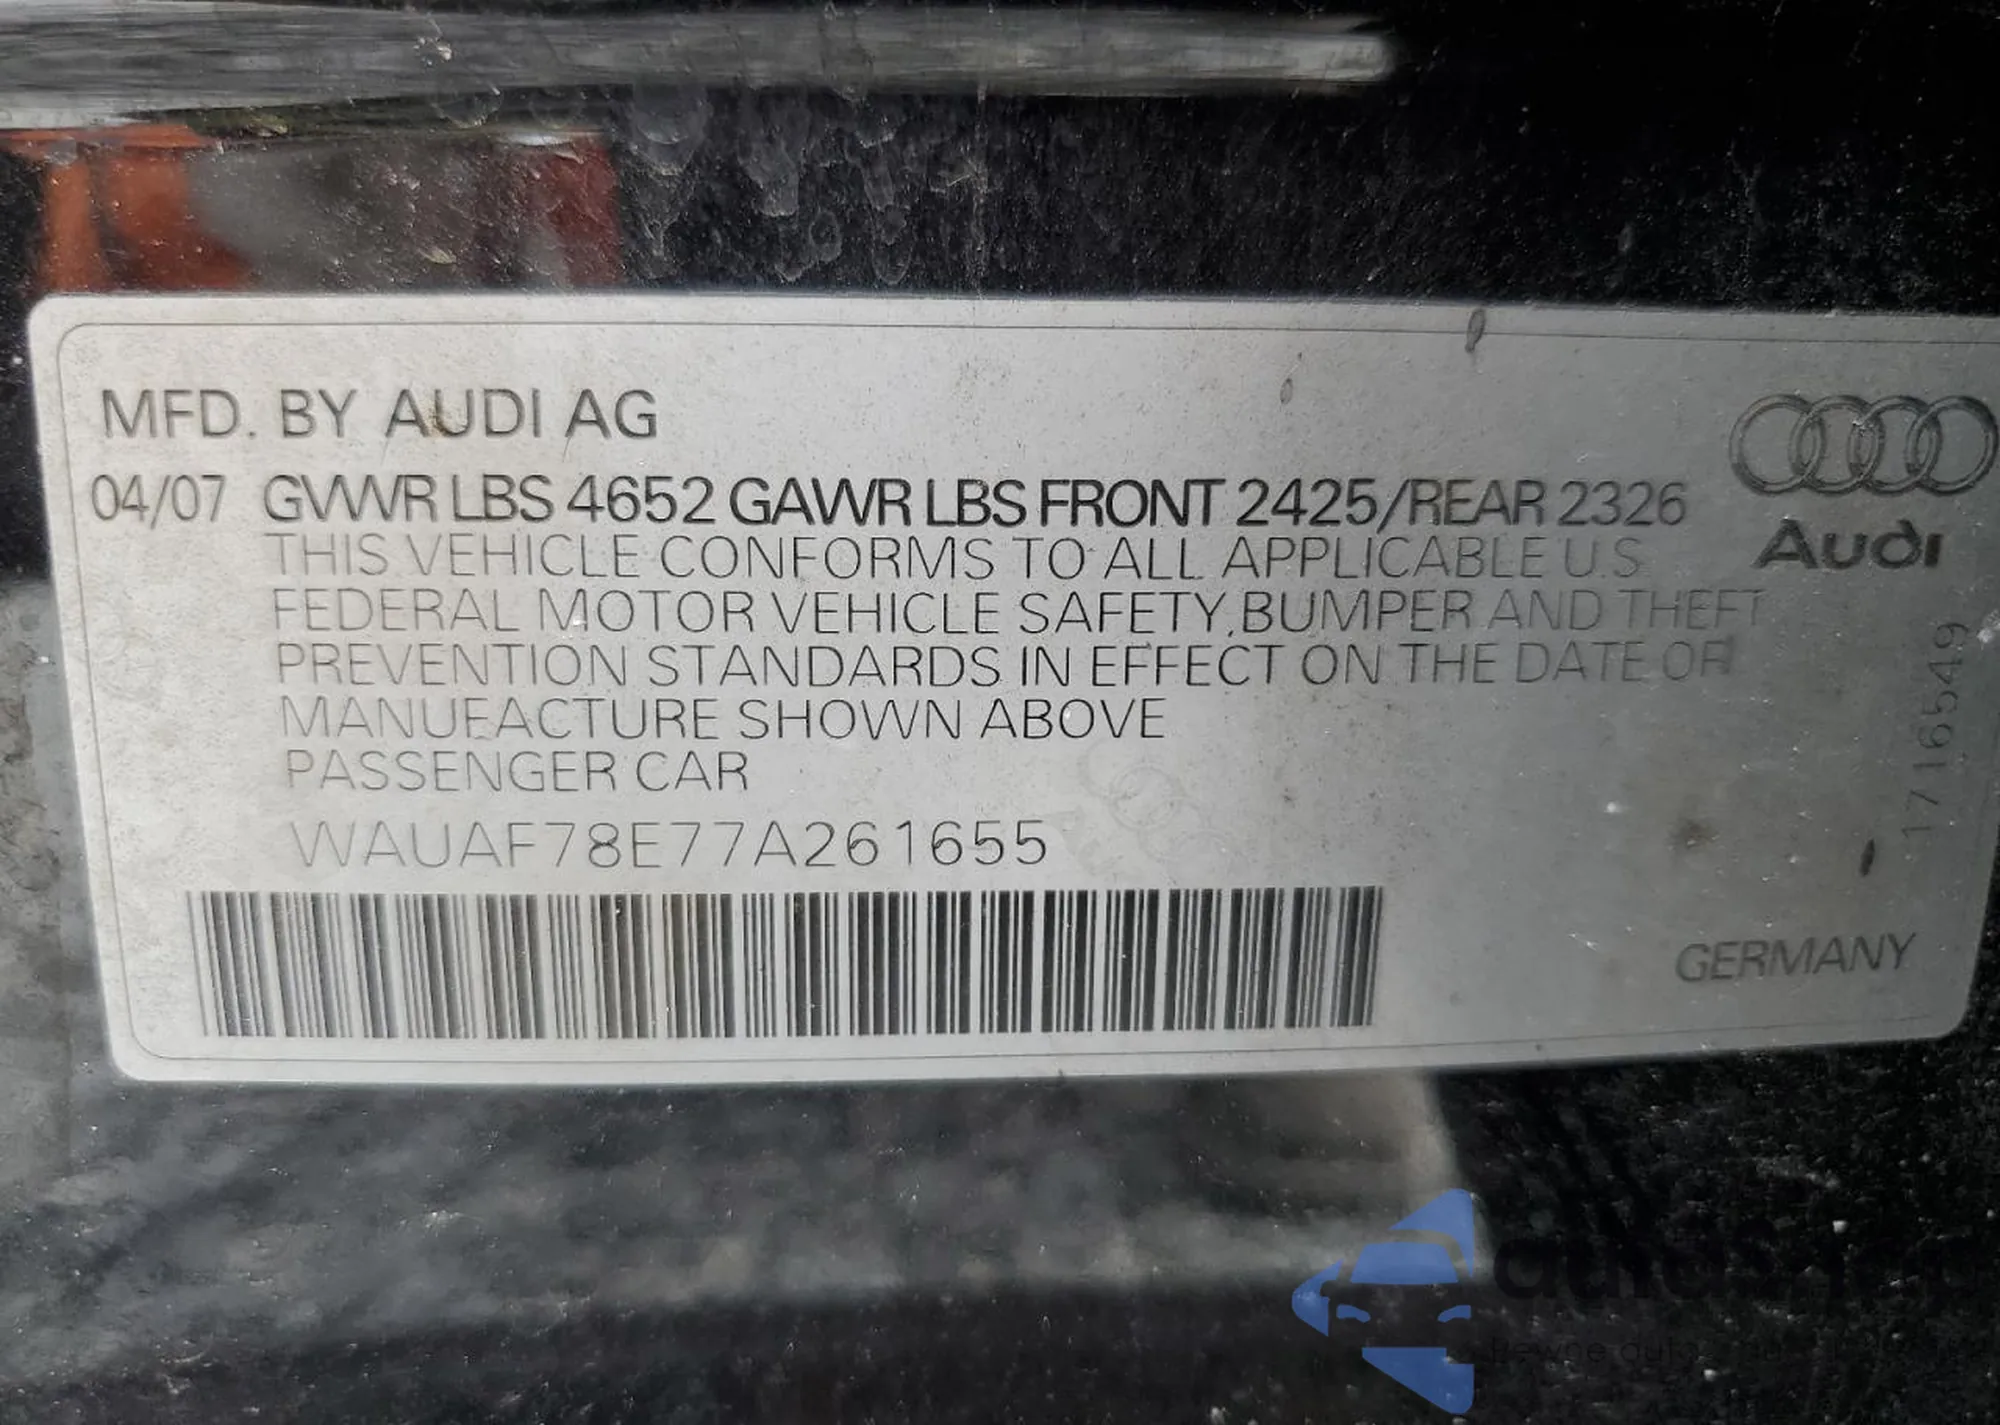 MFD. BY AUDI AG
04/07 GVWR LBS 4652 GAWR LBS FRONT 2425/REAR 2326
THIS VEHICLE CONFORMS TO ALL APPLICABLE U.S
FEDERAL MOTOR VEHICLE SAFETY, BUMPER AND THEFT
PREVENTION STANDARDS IN EFFECT ON THE DATE OF
MANUFACTURE SHOWN ABOVE
PASSENGER CAR
WAUAF78E77A261655
Audi
1716549
GERMANY